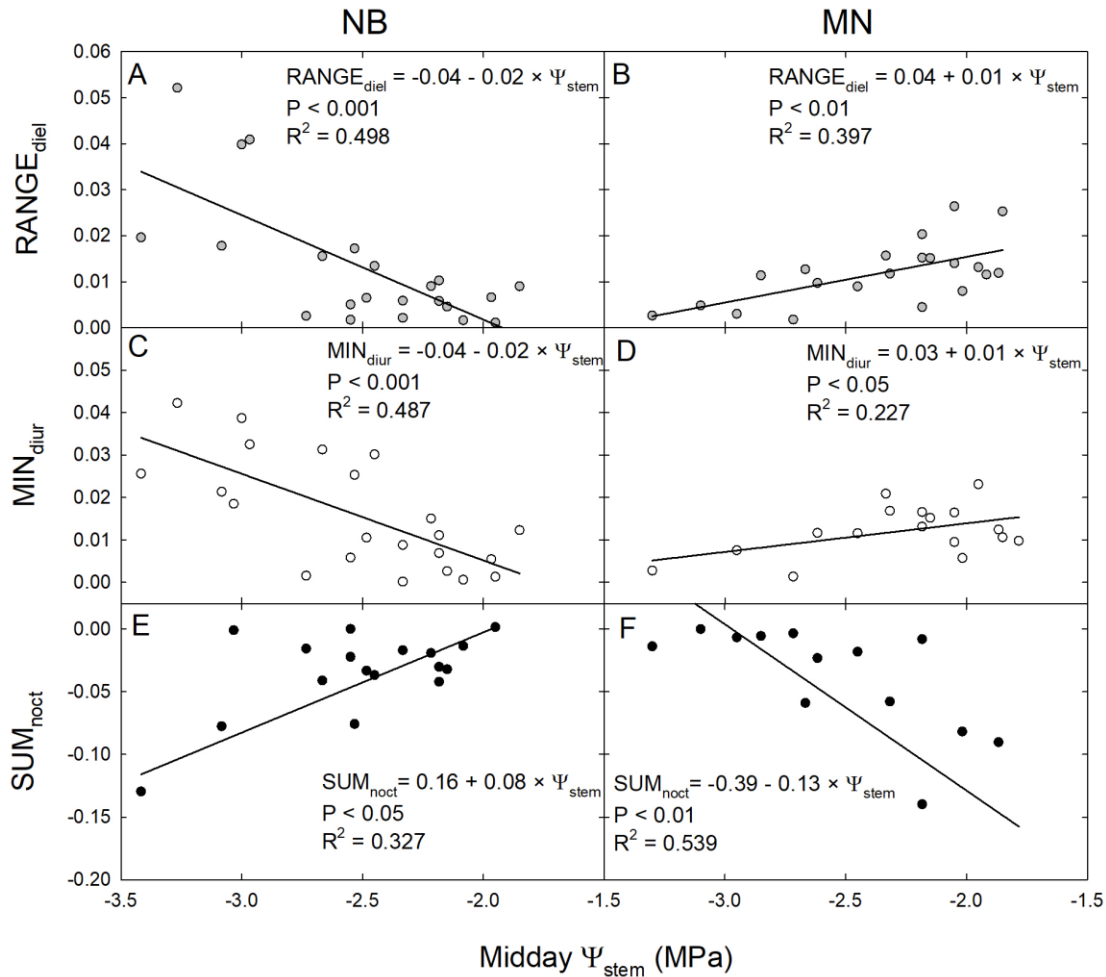 NB
MN
0.06
0.05
0.04
0.03
0.02
0.01
0.00
RANGE_diel
A
RANGE_diel = -0.04 - 0.02 × Ψ_stem
P < 0.001
R² = 0.498
B
RANGE_diel = 0.04 + 0.01 × Ψ_stem
P < 0.01
R² = 0.397
0.05
0.04
0.03
0.02
0.01
0.00
MIN_diur
C
MIN_diur = -0.04 - 0.02 × Ψ_stem
P < 0.001
R² = 0.487
D
MIN_diur = 0.03 + 0.01 × Ψ_stem
P < 0.05
R² = 0.227
0.00
-0.05
-0.10
-0.15
-0.20
SUM_noct
E
SUM_noct= 0.16 + 0.08 × Ψ_stem
P < 0.05
R² = 0.327
F
SUM_noct= -0.39 - 0.13 × Ψ_stem
P < 0.01
R² = 0.539
-3.5 -3.0 -2.5 -2.0 -1.5 -3.0 -2.5 -2.0 -1.5
Midday Ψ_stem (MPa)